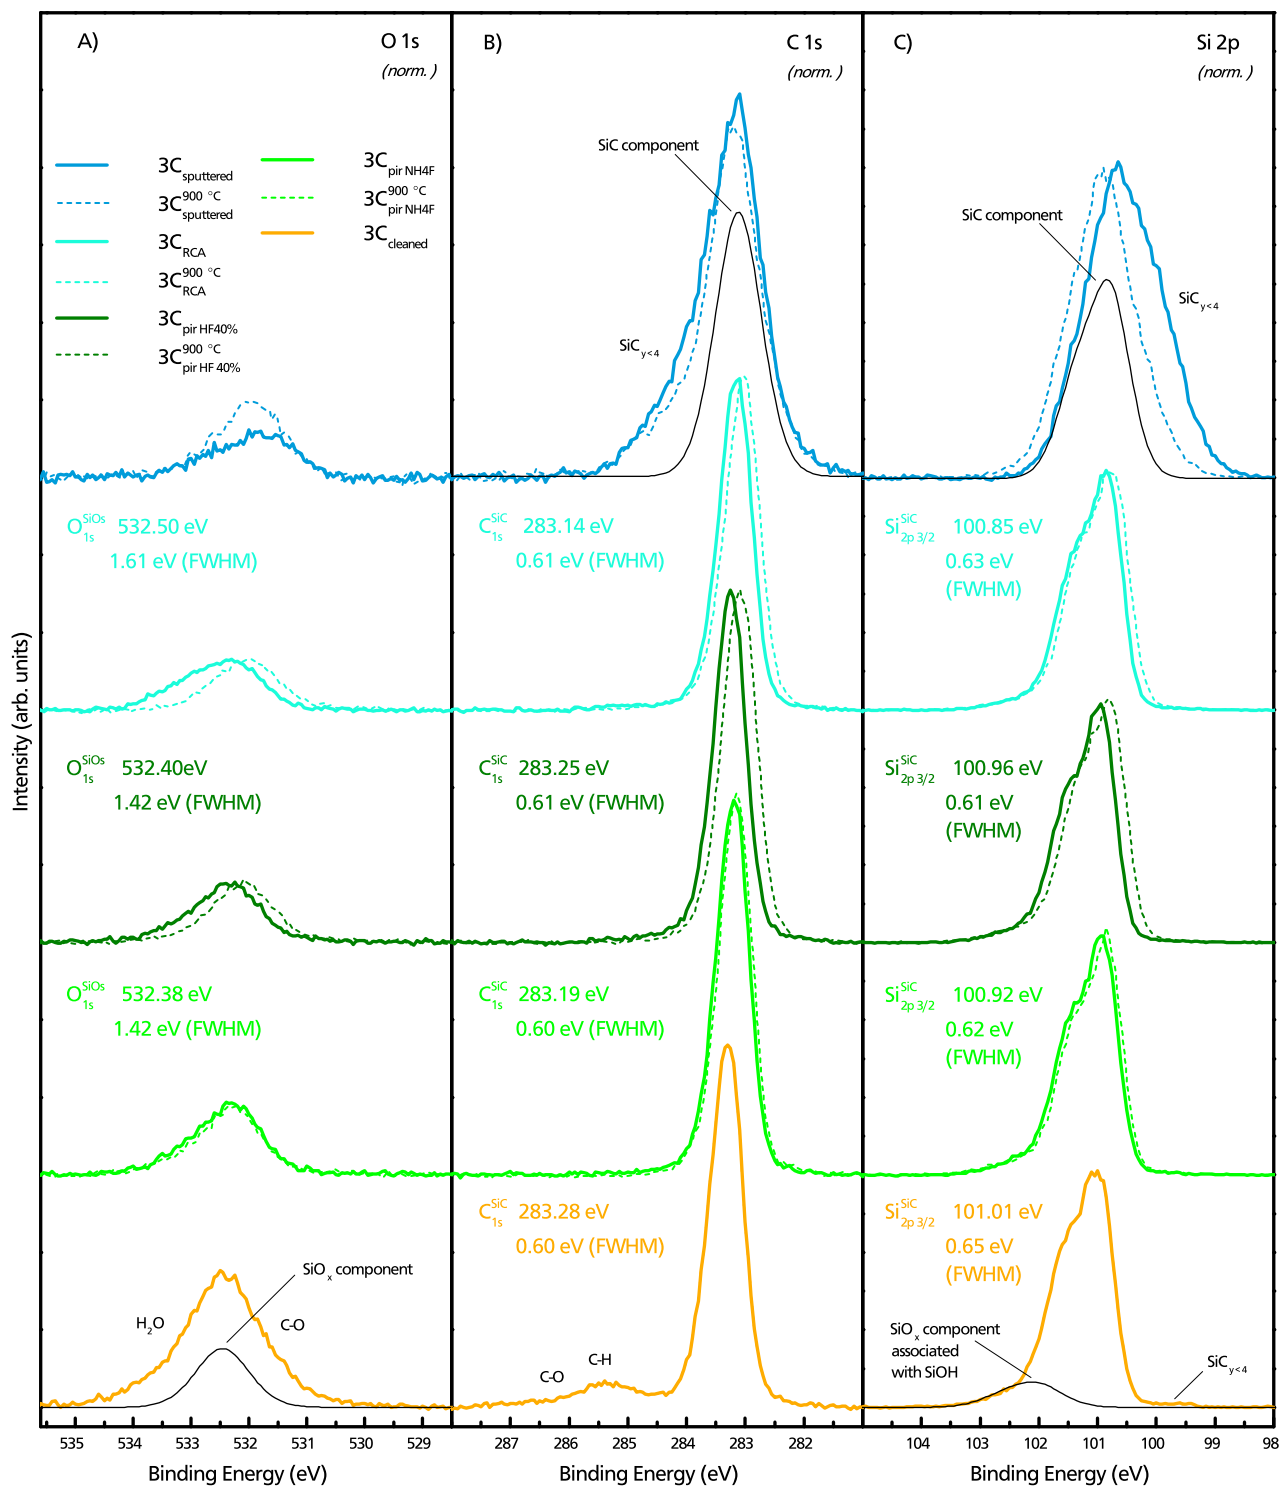 A)
O 1s
(norm. )
3C sputtered
3C 900 °C sputtered
3C RCA
3C 900 °C RCA
3C pir HF40%
3C 900 °C pir HF 40%
3C pir NH4F
3C 900 °C pir NH4F
3C cleaned
O SiOs 1s 532.50 eV
1.61 eV (FWHM)
O SiOs 1s 532.40eV
1.42 eV (FWHM)
O SiOs 1s 532.38 eV
1.42 eV (FWHM)
SiOx component
H2O
C-O
535 534 533 532 531 530 529
Binding Energy (eV)
Intensity (arb. units)
B)
C 1s
(norm. )
SiC component
SiCy<4
C SiC 1s 283.14 eV
0.61 eV (FWHM)
C SiC 1s 283.25 eV
0.61 eV (FWHM)
C SiC 1s 283.19 eV
0.60 eV (FWHM)
C SiC 1s 283.28 eV
0.60 eV (FWHM)
C-H
C-O
287 286 285 284 283 282
Binding Energy (eV)
C)
Si 2p
(norm. )
SiC component
SiCy<4
Si SiC 2p 3/2 100.85 eV
0.63 eV
(FWHM)
Si SiC 2p 3/2 100.96 eV
0.61 eV
(FWHM)
Si SiC 2p 3/2 100.92 eV
0.62 eV
(FWHM)
Si SiC 2p 3/2 101.01 eV
0.65 eV
(FWHM)
SiOx component
associated
with SiOH
SiCy<4
104 103 102 101 100 99 98
Binding Energy (eV)